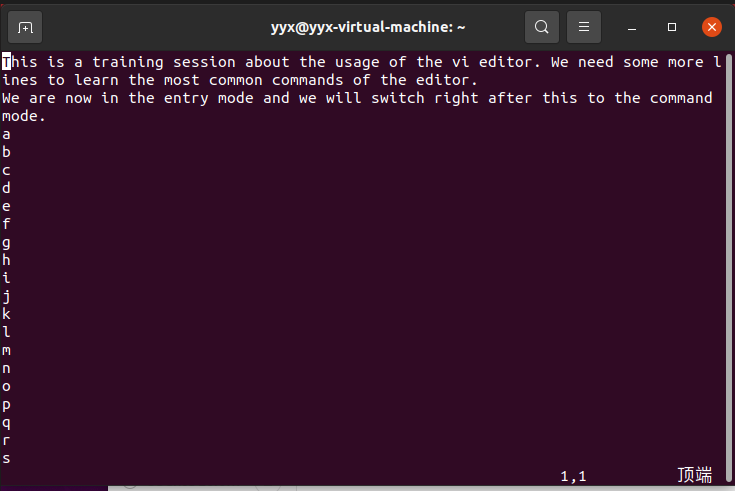 yyx@yyx-virtual-machine: ~
This is a training session about the usage of the vi editor. We need some more l
ines to learn the most common commands of the editor.
We are now in the entry mode and we will switch right after this to the command
mode.
a
b
c
d
e
f
g
h
i
j
k
l
m
n
o
p
q
r
s
1,1 顶端